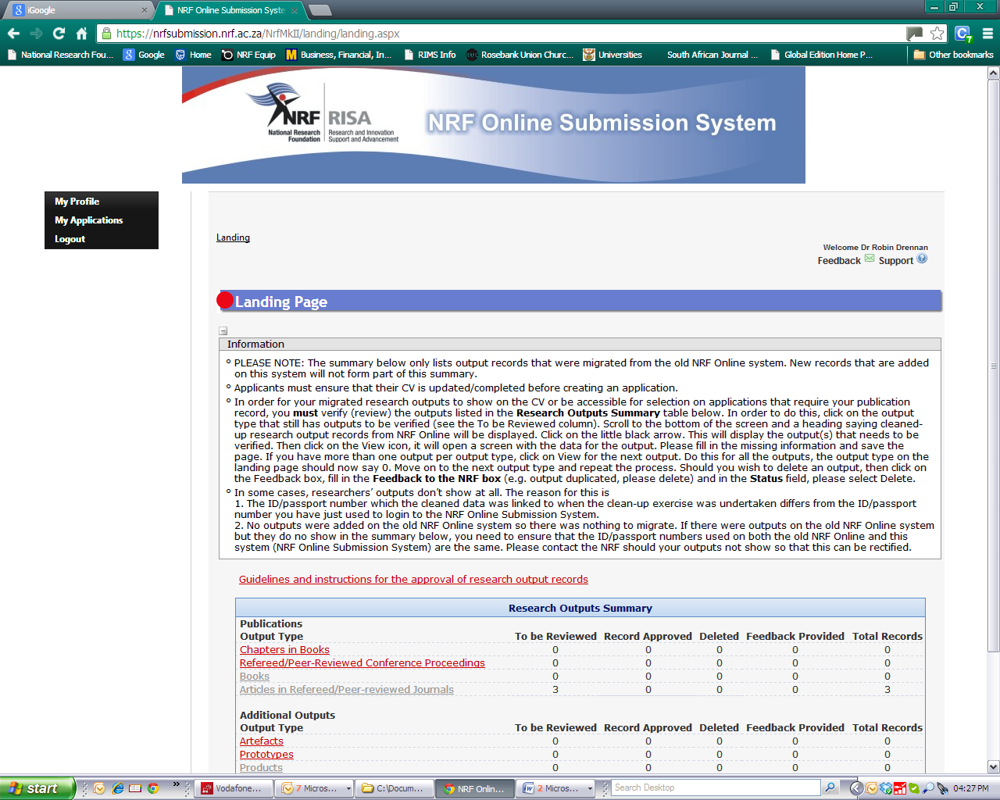 iGoogle
NRF Online Submission Syste
https://nrfsubmission.nrf.ac.za/NrfMkII/landing/landing.aspx
National Research Fou... Google Home NRF Equip Business, Financial, In... RIMS Info Rosebank Union Churc... Universities South African Journal ... Global Edition Home P... Other bookmarks
NRF RISA
National Research Foundation
Research and Innovation Support and Advancement
NRF Online Submission System
My Profile
My Applications
Logout
Landing
Welcome Dr Robin Drennan
Feedback Support
Landing Page
Information
º PLEASE NOTE: The summary below only lists output records that were migrated from the old NRF Online system. New records that are added
on this system will not form part of this summary.
º Applicants must ensure that their CV is updated/completed before creating an application.
º In order for your migrated research outputs to show on the CV or be accessible for selection on applications that require your publication
record, you must verify (review) the outputs listed in the Research Outputs Summary table below. In order to do this, click on the output
type that still has outputs to be verified (see the To be Reviewed column). Scroll to the bottom of the screen and a heading saying cleaned-
up research output records from NRF Online will be displayed. Click on the little black arrow. This will display the output(s) that needs to be
verified. Then click on the View icon, it will open a screen with the data for the output. Please fill in the missing information and save the
page. If you have more than one output per output type, click on View for the next output. Do this for all the outputs, the output type on the
landing page should now say 0. Move on to the next output type and repeat the process. Should you wish to delete an output, then click on
the Feedback box, fill in the Feedback to the NRF box (e.g. output duplicated, please delete) and in the Status field, please select Delete.
º In some cases, researchers’ outputs don’t show at all. The reason for this is
1. The ID/passport number which the cleaned data was linked to when the clean-up exercise was undertaken differs from the ID/passport
number you have just used to login to the NRF Online Submission System.
2. No outputs were added on the old NRF Online system so there was nothing to migrate. If there were outputs on the old NRF Online system
but they do no show in the summary below, you need to ensure that the ID/passport numbers used on both the old NRF Online and this
system (NRF Online Submission System) are the same. Please contact the NRF should your outputs not show so that this can be rectified.
Guidelines and instructions for the approval of research output records
Research Outputs Summary
Publications
Output Type To be Reviewed Record Approved Deleted Feedback Provided Total Records
Chapters in Books 0 0 0 0 0
Refereed/Peer-Reviewed Conference Proceedings 0 0 0 0 0
Books 0 0 0 0 0
Articles in Refereed/Peer-reviewed Journals 3 0 0 0 3
Additional Outputs
Output Type To be Reviewed Record Approved Deleted Feedback Provided Total Records
Artefacts 0 0 0 0 0
Prototypes 0 0 0 0 0
Products 0 0 0 0 0
start Vodafone... 7 Micros... C:\Docum... NRF Onlin... 2 Micros... Search Desktop 04:27 PM